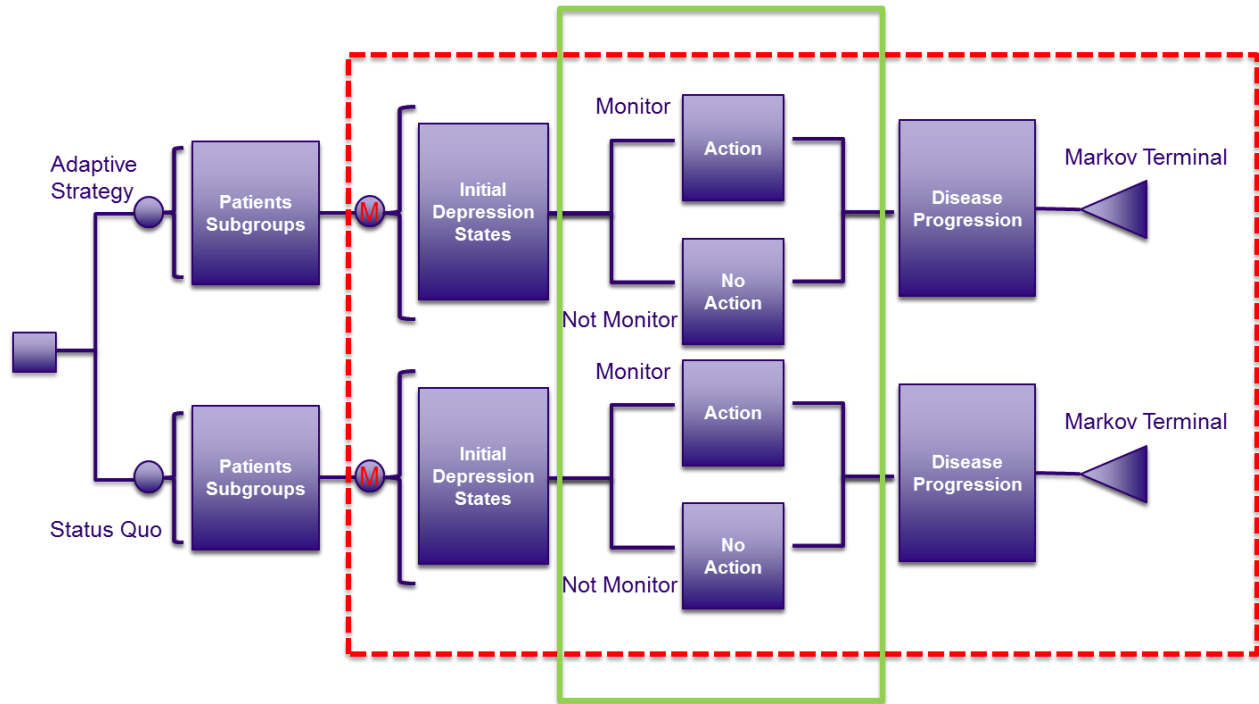 Adaptive
Strategy
Patients
Subgroups
M
Initial
Depression
States
Monitor
Action
Not Monitor
No
Action
Disease
Progression
Markov Terminal
Status Quo
Patients
Subgroups
M
Initial
Depression
States
Monitor
Action
Not Monitor
No
Action
Disease
Progression
Markov Terminal